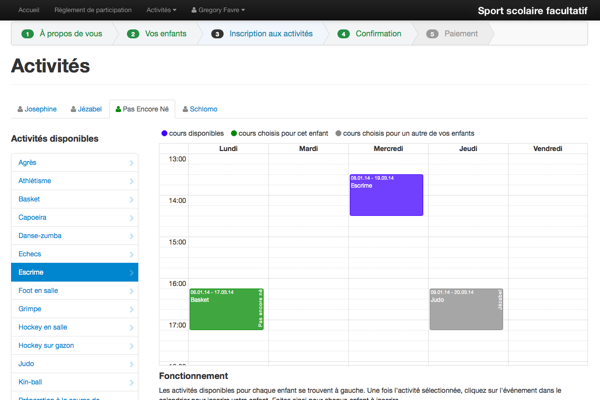 Accueil Règlement de participation Activités Gregory Favre Sport scolaire facultatif
1 À propos de vous 2 Vos enfants 3 Inscription aux activités 4 Confirmation 5 Paiement
Activités
Josephine Jézabel Pas Encore Né Schlomo
Activités disponibles
Agrès
Athlétisme
Basket
Capoeira
Danse-zumba
Echecs
Escrime
Foot en salle
Grimpe
Hockey en salle
Hockey sur gazon
Judo
Kin-ball
cours disponibles cours choisis pour cet enfant cours choisis pour un autre de vos enfants
Lundi Mardi Mercredi Jeudi Vendredi
13:00
14:00
15:00
16:00
17:00
08.01.14 - 19.03.14
Escrime
06.01.14 - 17.03.14
Basket
Pas encore né
09.01.14 - 20.03.14
Judo
Fonctionnement
Les activités disponibles pour chaque enfant se trouvent à gauche. Une fois l'activité sélectionnée, cliquez sur l'événement dans le